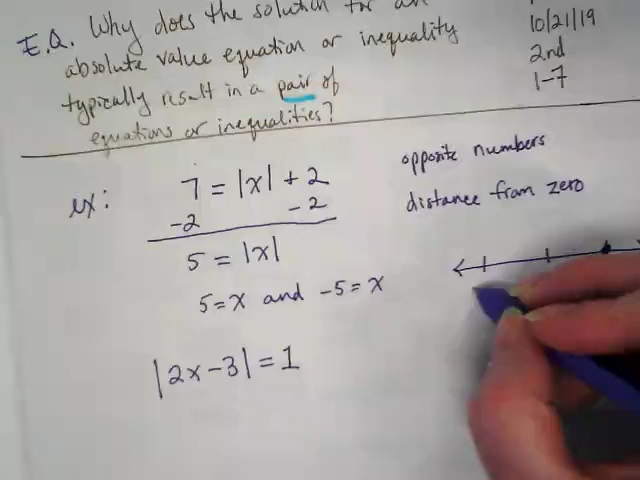 E.Q. Why does the solution for an
absolute value equation or inequality
typically result in a pair of
equations or inequalities?
10/21/19
2nd
1-7
ex: 7 = |x| + 2
-2 -2
5 = |x|
5 = x and -5 = x
|2x - 3| = 1
opposite numbers
distance from zero